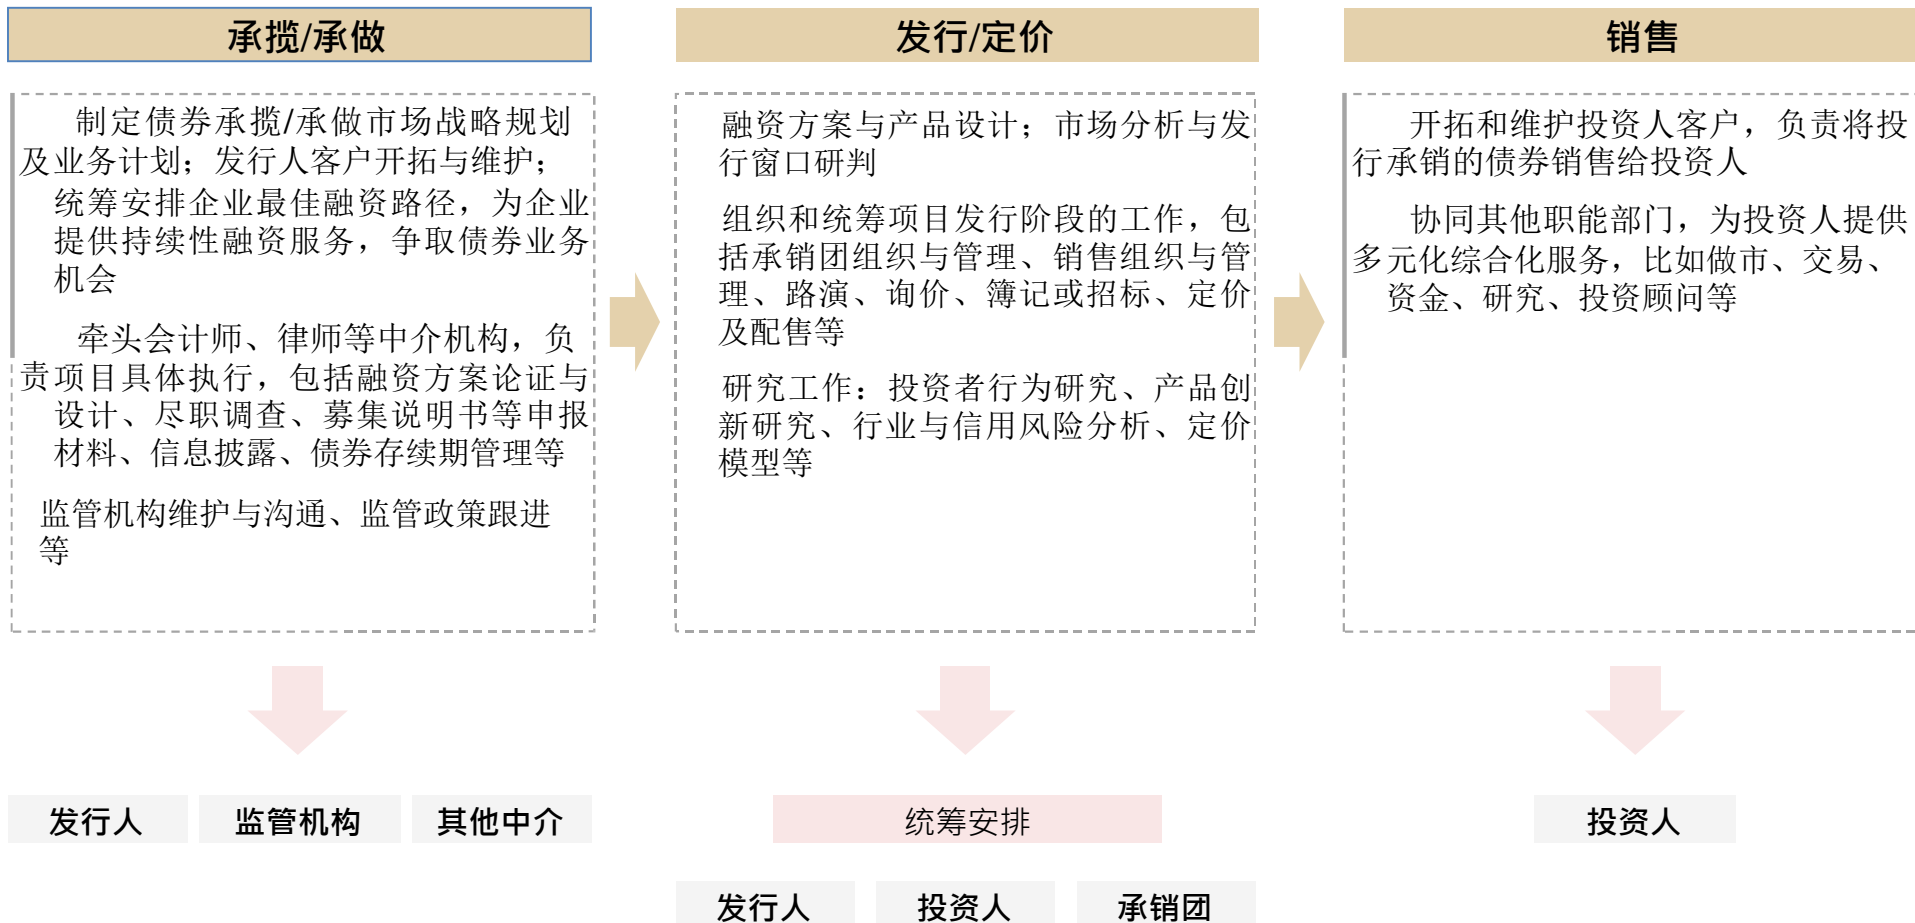 承揽/承做
制定债券承揽/承做市场战略规划
及业务计划；发行人客户开拓与维护；
统筹安排企业最佳融资路径，为企业
提供持续性融资服务，争取债券业务
机会
牵头会计师、律师等中介机构，负
责项目具体执行，包括融资方案论证与
设计、尽职调查、募集说明书等申报
材料、信息披露、债券存续期管理等
监管机构维护与沟通、监管政策跟进
等
发行人
监管机构
其他中介
发行/定价
融资方案与产品设计；市场分析与发
行窗口研判
组织和统筹项目发行阶段的工作，包
括承销团组织与管理、销售组织与管
理、路演、询价、簿记或招标、定价
及配售等
研究工作：投资者行为研究、产品创
新研究、行业与信用风险分析、定价
模型等
统筹安排
发行人
投资人
承销团
销售
开拓和维护投资人客户，负责将投
行承销的债券销售给投资人
协同其他职能部门，为投资人提供
多元化综合化服务，比如做市、交易、
资金、研究、投资顾问等
投资人